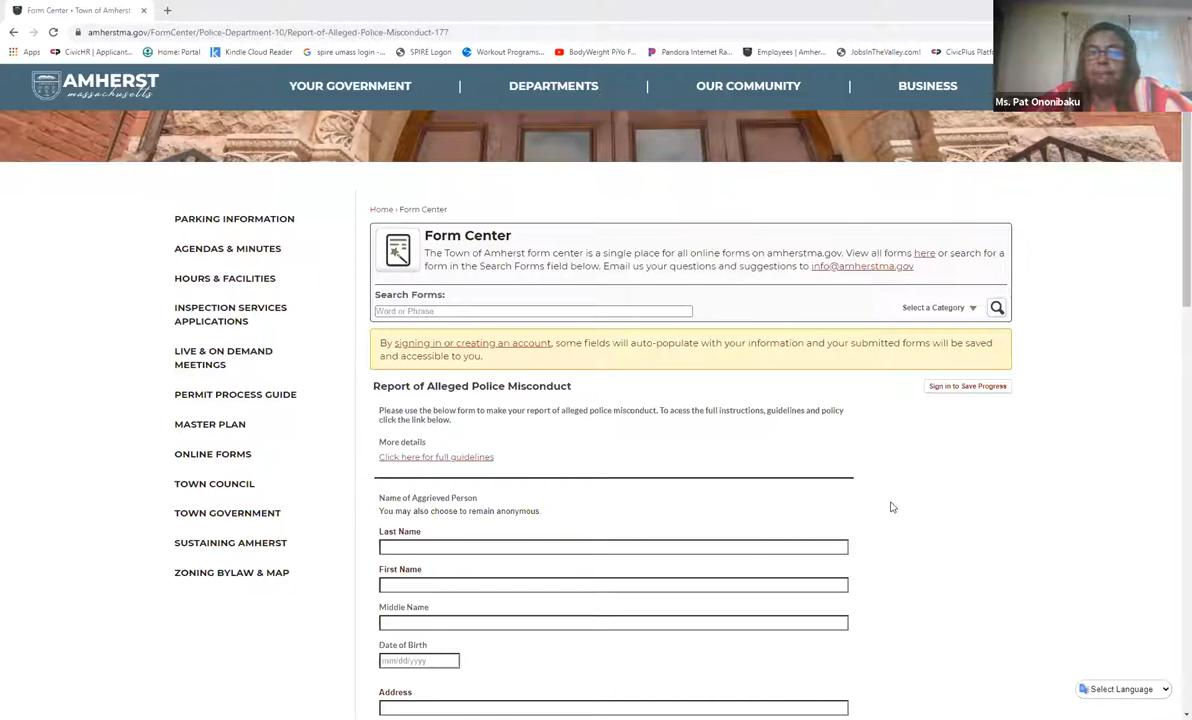 Form Center • Town of Amherst
amherstma.gov/FormCenter/Police-Department-10/Report-of-Alleged-Police-Misconduct-177
Apps CivicHR | Applicant... Home: Portal Kindle Cloud Reader spire umass login -... SPIRE Logon Workout Programs... BodyWeight PiYo F... Pandora Internet Ra... Employees | Amher... JobsInTheValley.com! CivicPlus Platf
Ms. Pat Ononibaku
AMHERST
massachusetts
YOUR GOVERNMENT | DEPARTMENTS | OUR COMMUNITY | BUSINESS
PARKING INFORMATION
AGENDAS & MINUTES
HOURS & FACILITIES
INSPECTION SERVICES
APPLICATIONS
LIVE & ON DEMAND
MEETINGS
PERMIT PROCESS GUIDE
MASTER PLAN
ONLINE FORMS
TOWN COUNCIL
TOWN GOVERNMENT
SUSTAINING AMHERST
ZONING BYLAW & MAP
Home › Form Center
Form Center
The Town of Amherst form center is a single place for all online forms on amherstma.gov. View all forms here or search for a
form in the Search Forms field below. Email us your questions and suggestions to info@amherstma.gov
Search Forms:
Word or Phrase
Select a Category
By signing in or creating an account, some fields will auto-populate with your information and your submitted forms will be saved
and accessible to you.
Report of Alleged Police Misconduct
Sign in to Save Progress
Please use the below form to make your report of alleged police misconduct. To acess the full instructions, guidelines and policy
click the link below.
More details
Click here for full guidelines
Name of Aggrieved Person
You may also choose to remain anonymous.
Last Name
First Name
Middle Name
Date of Birth
mm/dd/yyyy
Address
Select Language